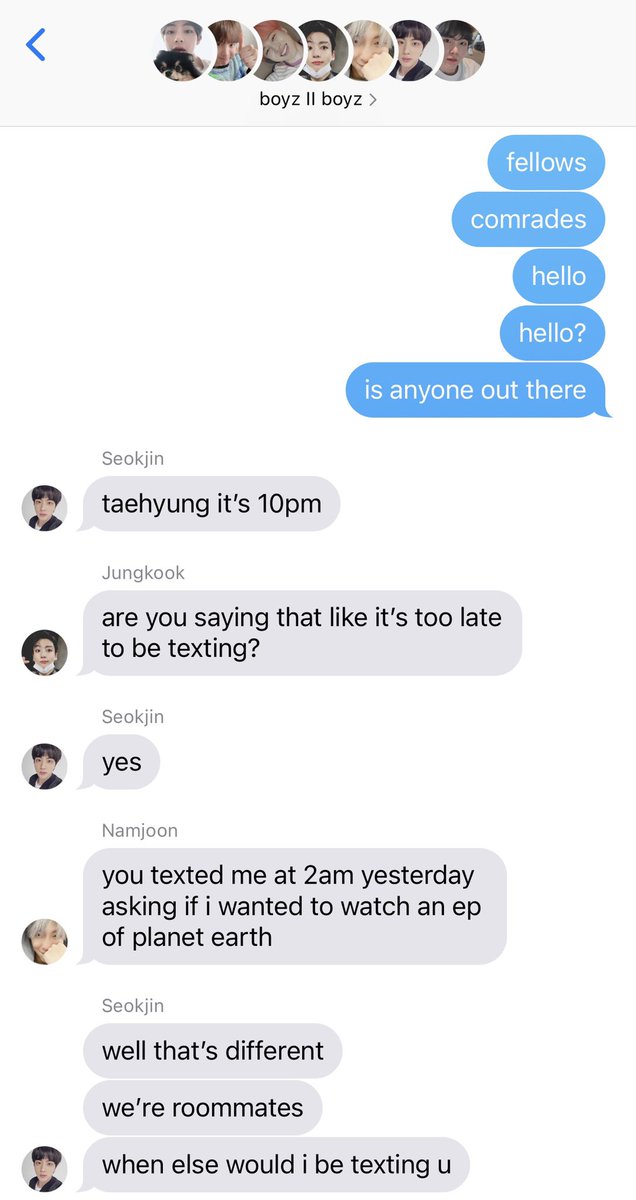 boyz II boyz
fellows
comrades
hello
hello?
is anyone out there
Seokjin
taehyung it’s 10pm
Jungkook
are you saying that like it’s too late
to be texting?
Seokjin
yes
Namjoon
you texted me at 2am yesterday
asking if i wanted to watch an ep
of planet earth
Seokjin
well that’s different
we’re roommates
when else would i be texting u